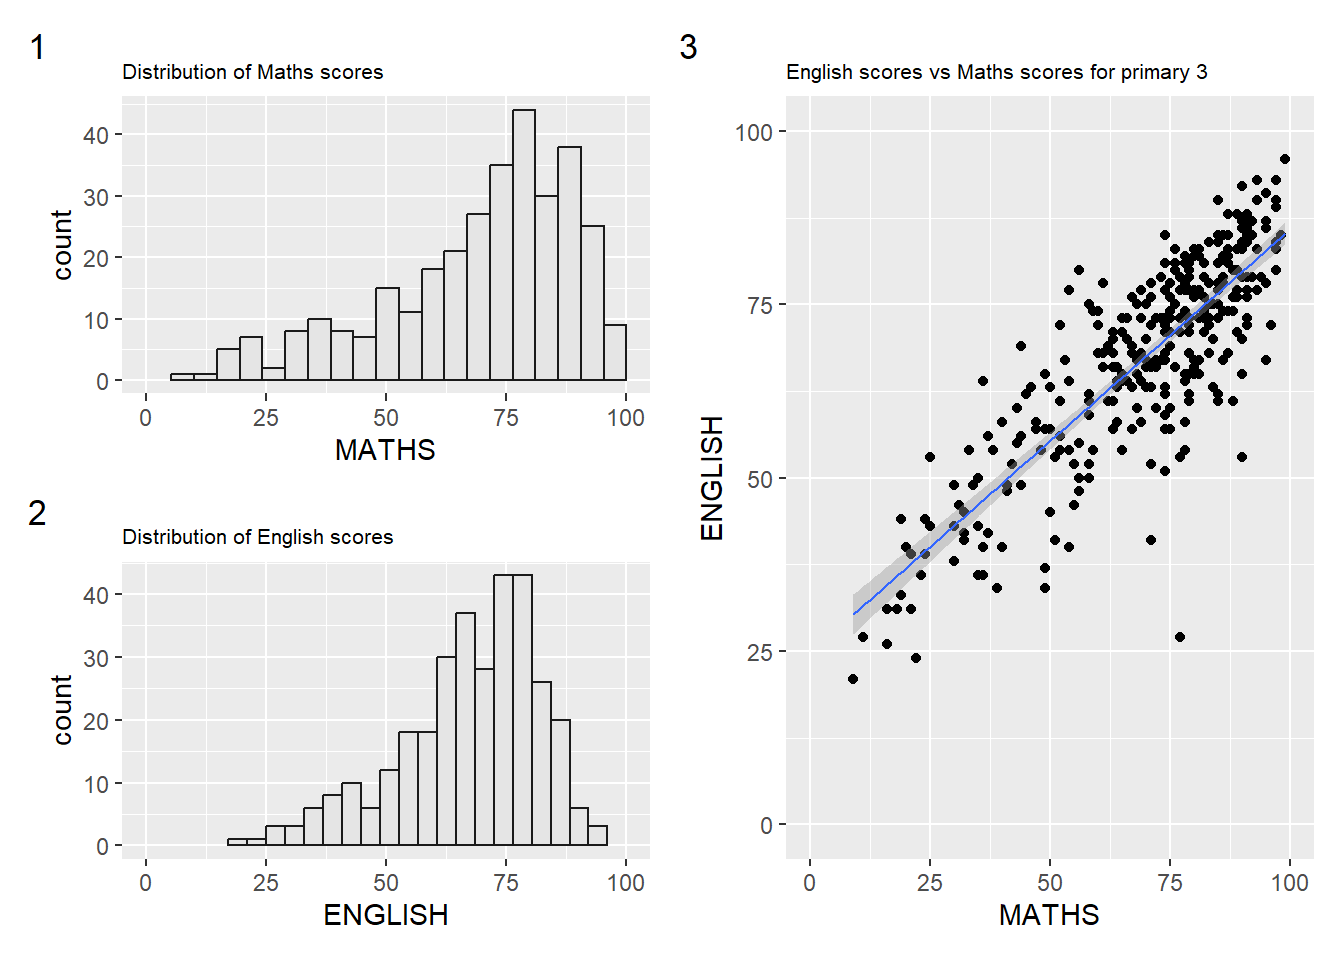 1
Distribution of Maths scores
40
30
20
10
0
count
0 25 50 75 100
MATHS
2
Distribution of English scores
40
30
20
10
0
count
0 25 50 75 100
ENGLISH
3
English scores vs Maths scores for primary 3
100
75
50
25
0
ENGLISH
0 25 50 75 100
MATHS